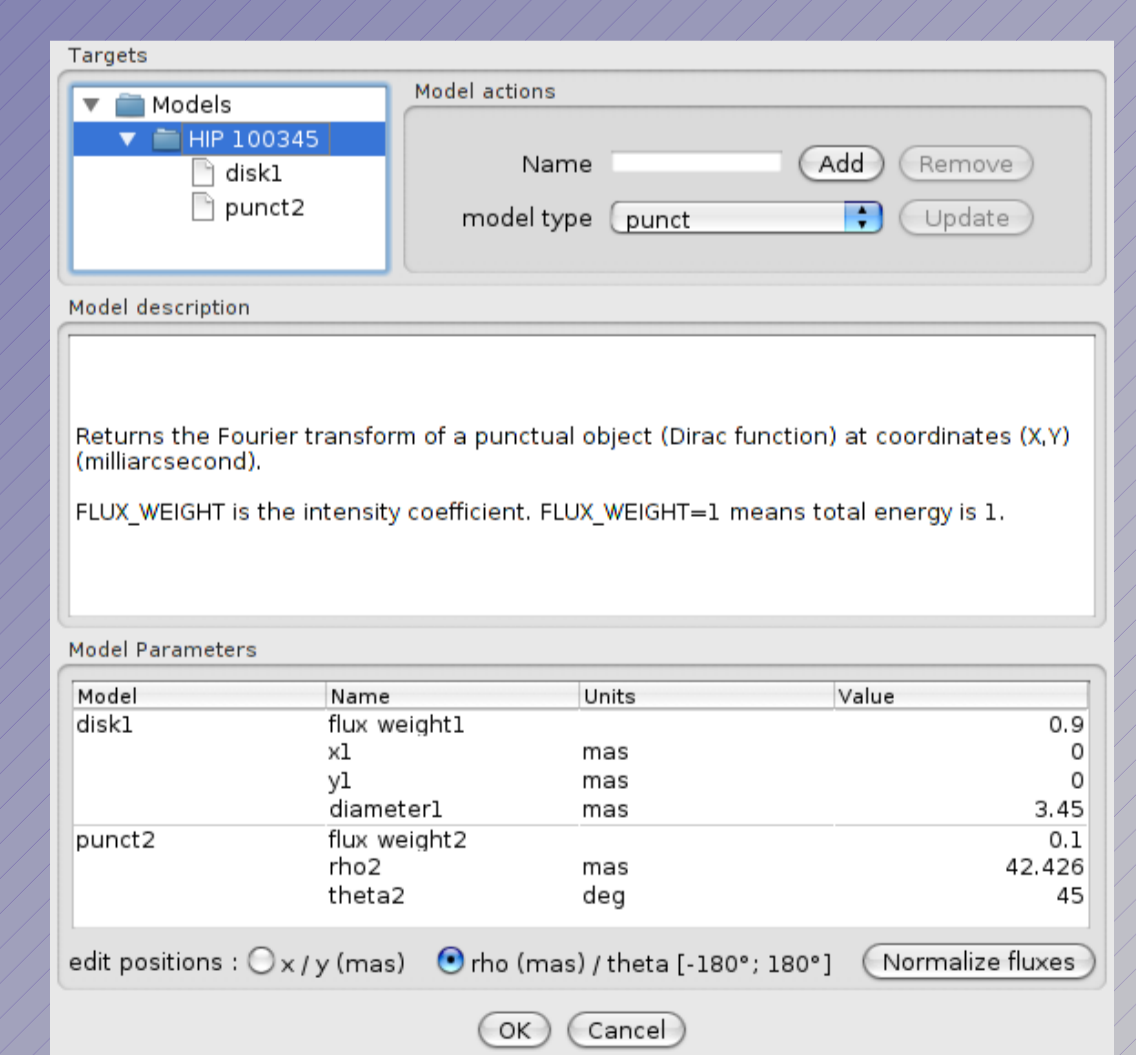 Targets
Models
HIP 100345
disk1
punct2
Model actions
Name Add Remove
model type punct Update
Model description
Returns the Fourier transform of a punctual object (Dirac function) at coordinates (X,Y)
(milliarcsecond).
FLUX_WEIGHT is the intensity coefficient. FLUX_WEIGHT=1 means total energy is 1.
Model Parameters
Model Name Units Value
disk1 flux weight1 0.9
x1 mas 0
y1 mas 0
diameter1 mas 3.45
punct2 flux weight2 0.1
rho2 mas 42.426
theta2 deg 45
edit positions : x / y (mas) rho (mas) / theta [-180°; 180°] Normalize fluxes
OK Cancel